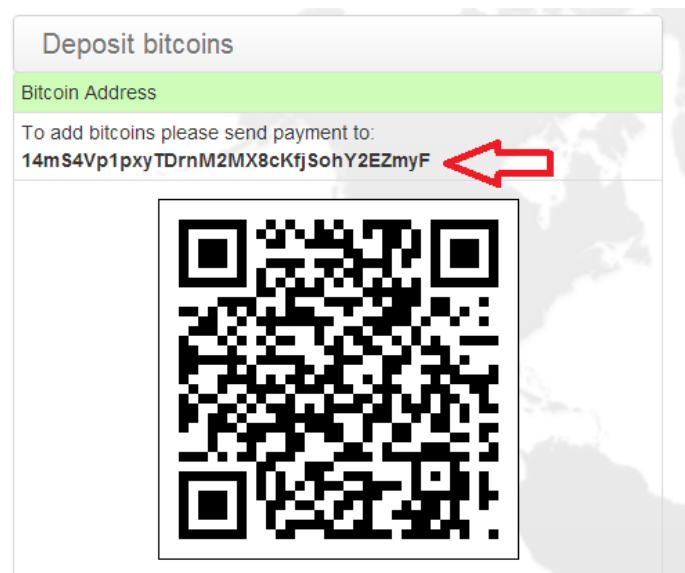 Deposit bitcoins
Bitcoin Address
To add bitcoins please send payment to:
14mS4Vp1pxyTDrnM2MX8cKfjSohY2EZmyF